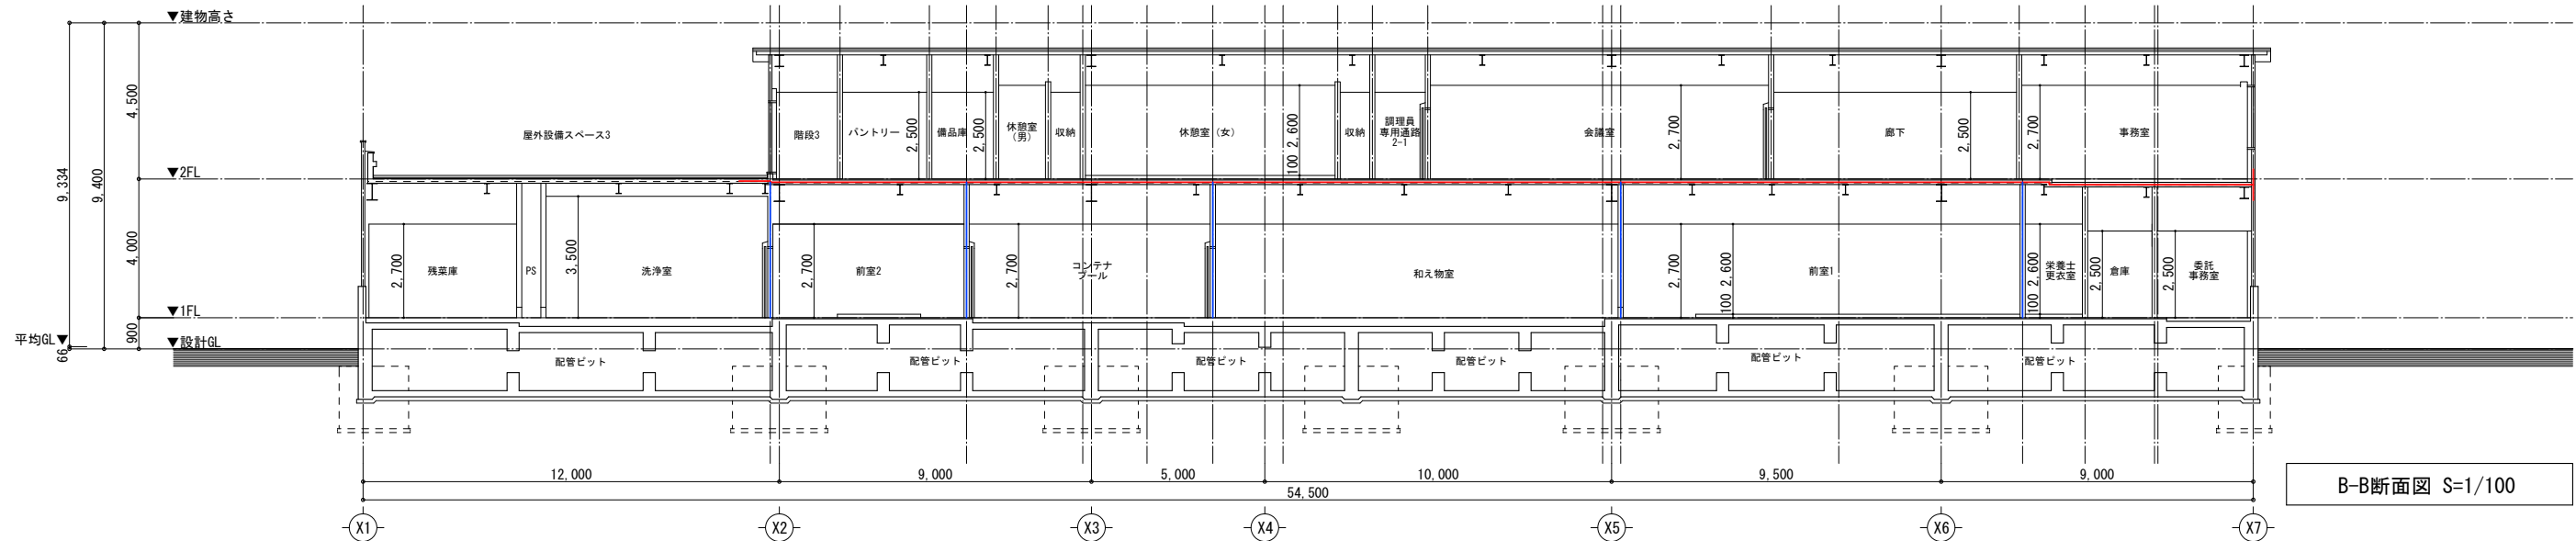 ▼建物高さ
4,500
9,334
9,400
▼2FL
4,000
▼1FL
900
平均GL▼
66
▼設計GL
屋外設備スペース3
階段3
パントリー
2,500
備品庫
2,500
休憩室
(男)
収納
休憩室(女)
100 2,600
収納
調理員
専用通路
2-1
会議室
2,700
廊下
2,500
2,700
事務室
2,700
残菜庫
PS
3,500
洗浄室
2,700
前室2
2,700
コンテナ
プール
和え物室
2,700
100 2,600
前室1
100 2,600
栄養士
更衣室
2,500
倉庫
2,500
委託
事務室
配管ピット
配管ピット
配管ピット
配管ピット
配管ピット
配管ピット
12,000
9,000
5,000
10,000
9,500
9,000
54,500
X1
X2
X3
X4
X5
X6
X7
B-B断面図 S=1/100